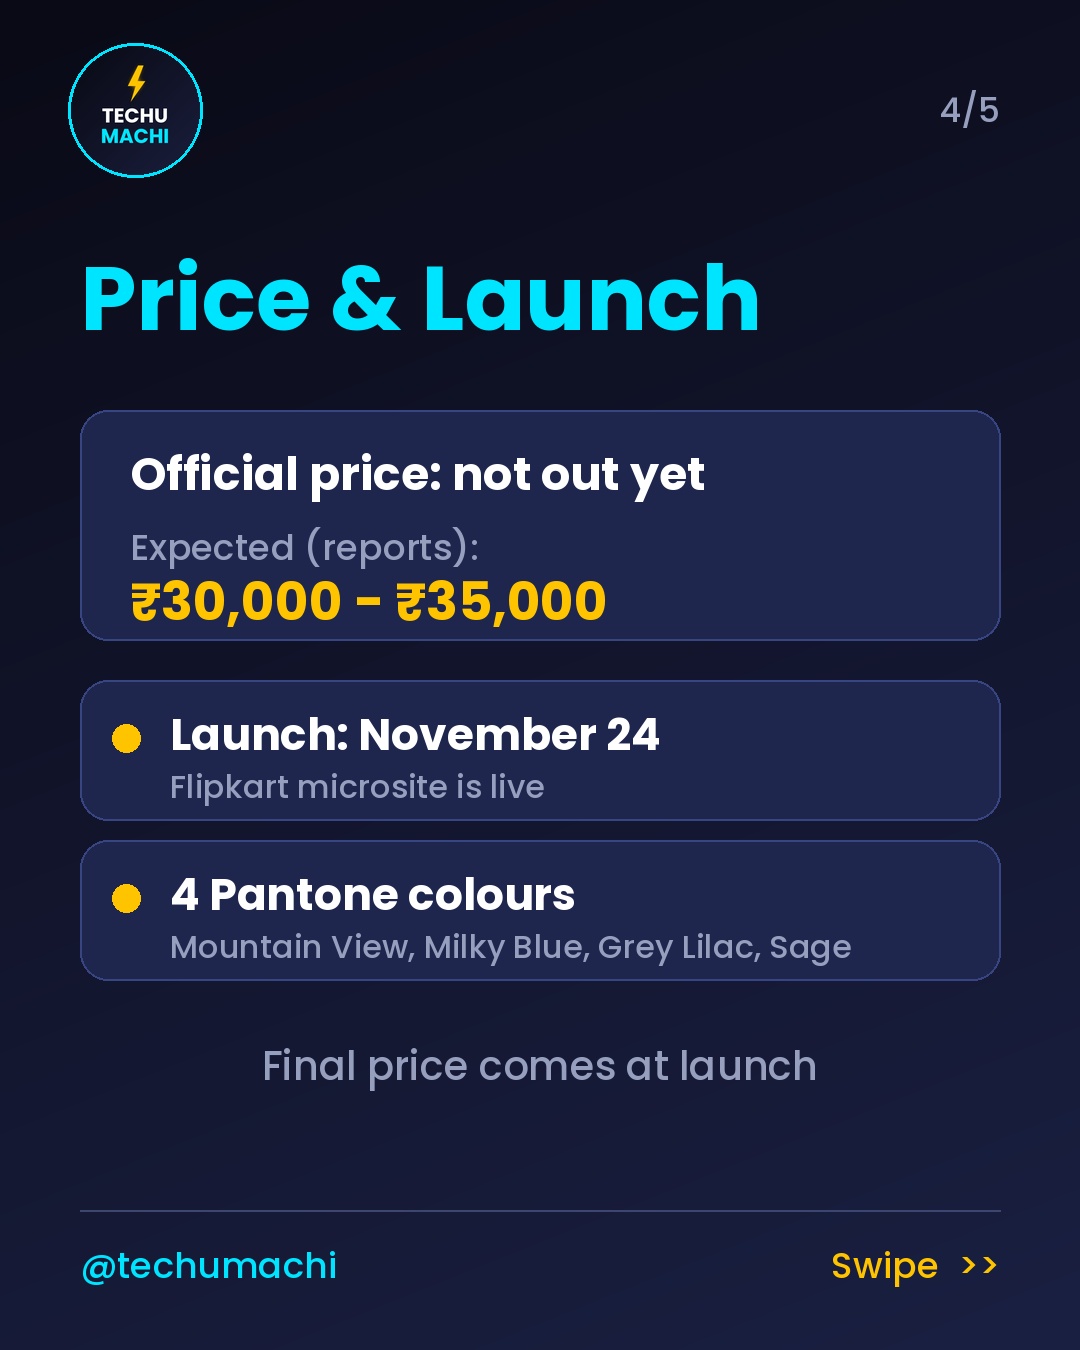 TECHU
MACHI
4/5
Price & Launch
Official price: not out yet
Expected (reports):
₹30,000 - ₹35,000
Launch: November 24
Flipkart microsite is live
4 Pantone colours
Mountain View, Milky Blue, Grey Lilac, Sage
Final price comes at launch
@techumachi
Swipe >>